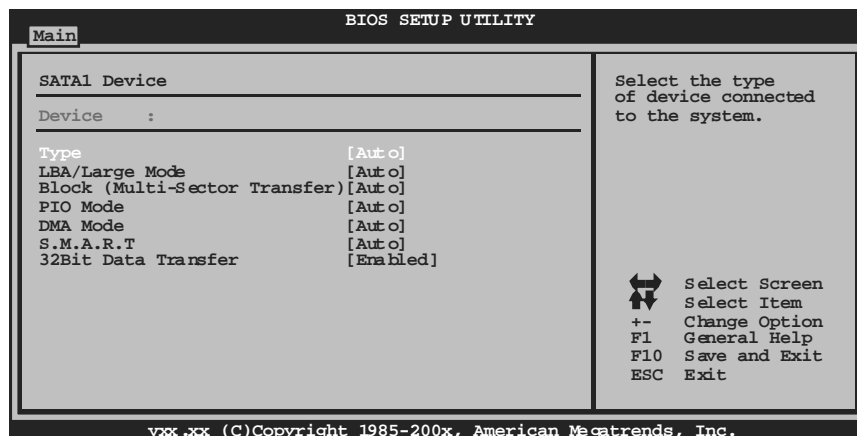 BIOS SETUP UTILITY
Main
SATA1 Device
Device :
Type [Auto]
LBA/Large Mode [Auto]
Block (Multi-Sector Transfer)[Auto]
PIO Mode [Auto]
DMA Mode [Auto]
S.M.A.R.T [Auto]
32Bit Data Transfer [Enabled]
Select the type
of device connected
to the system.
Select Screen
Select Item
+- Change Option
F1 General Help
F10 Save and Exit
ESC Exit
vxx.xx (C)Copyright 1985-200x, American Megatrends, Inc.